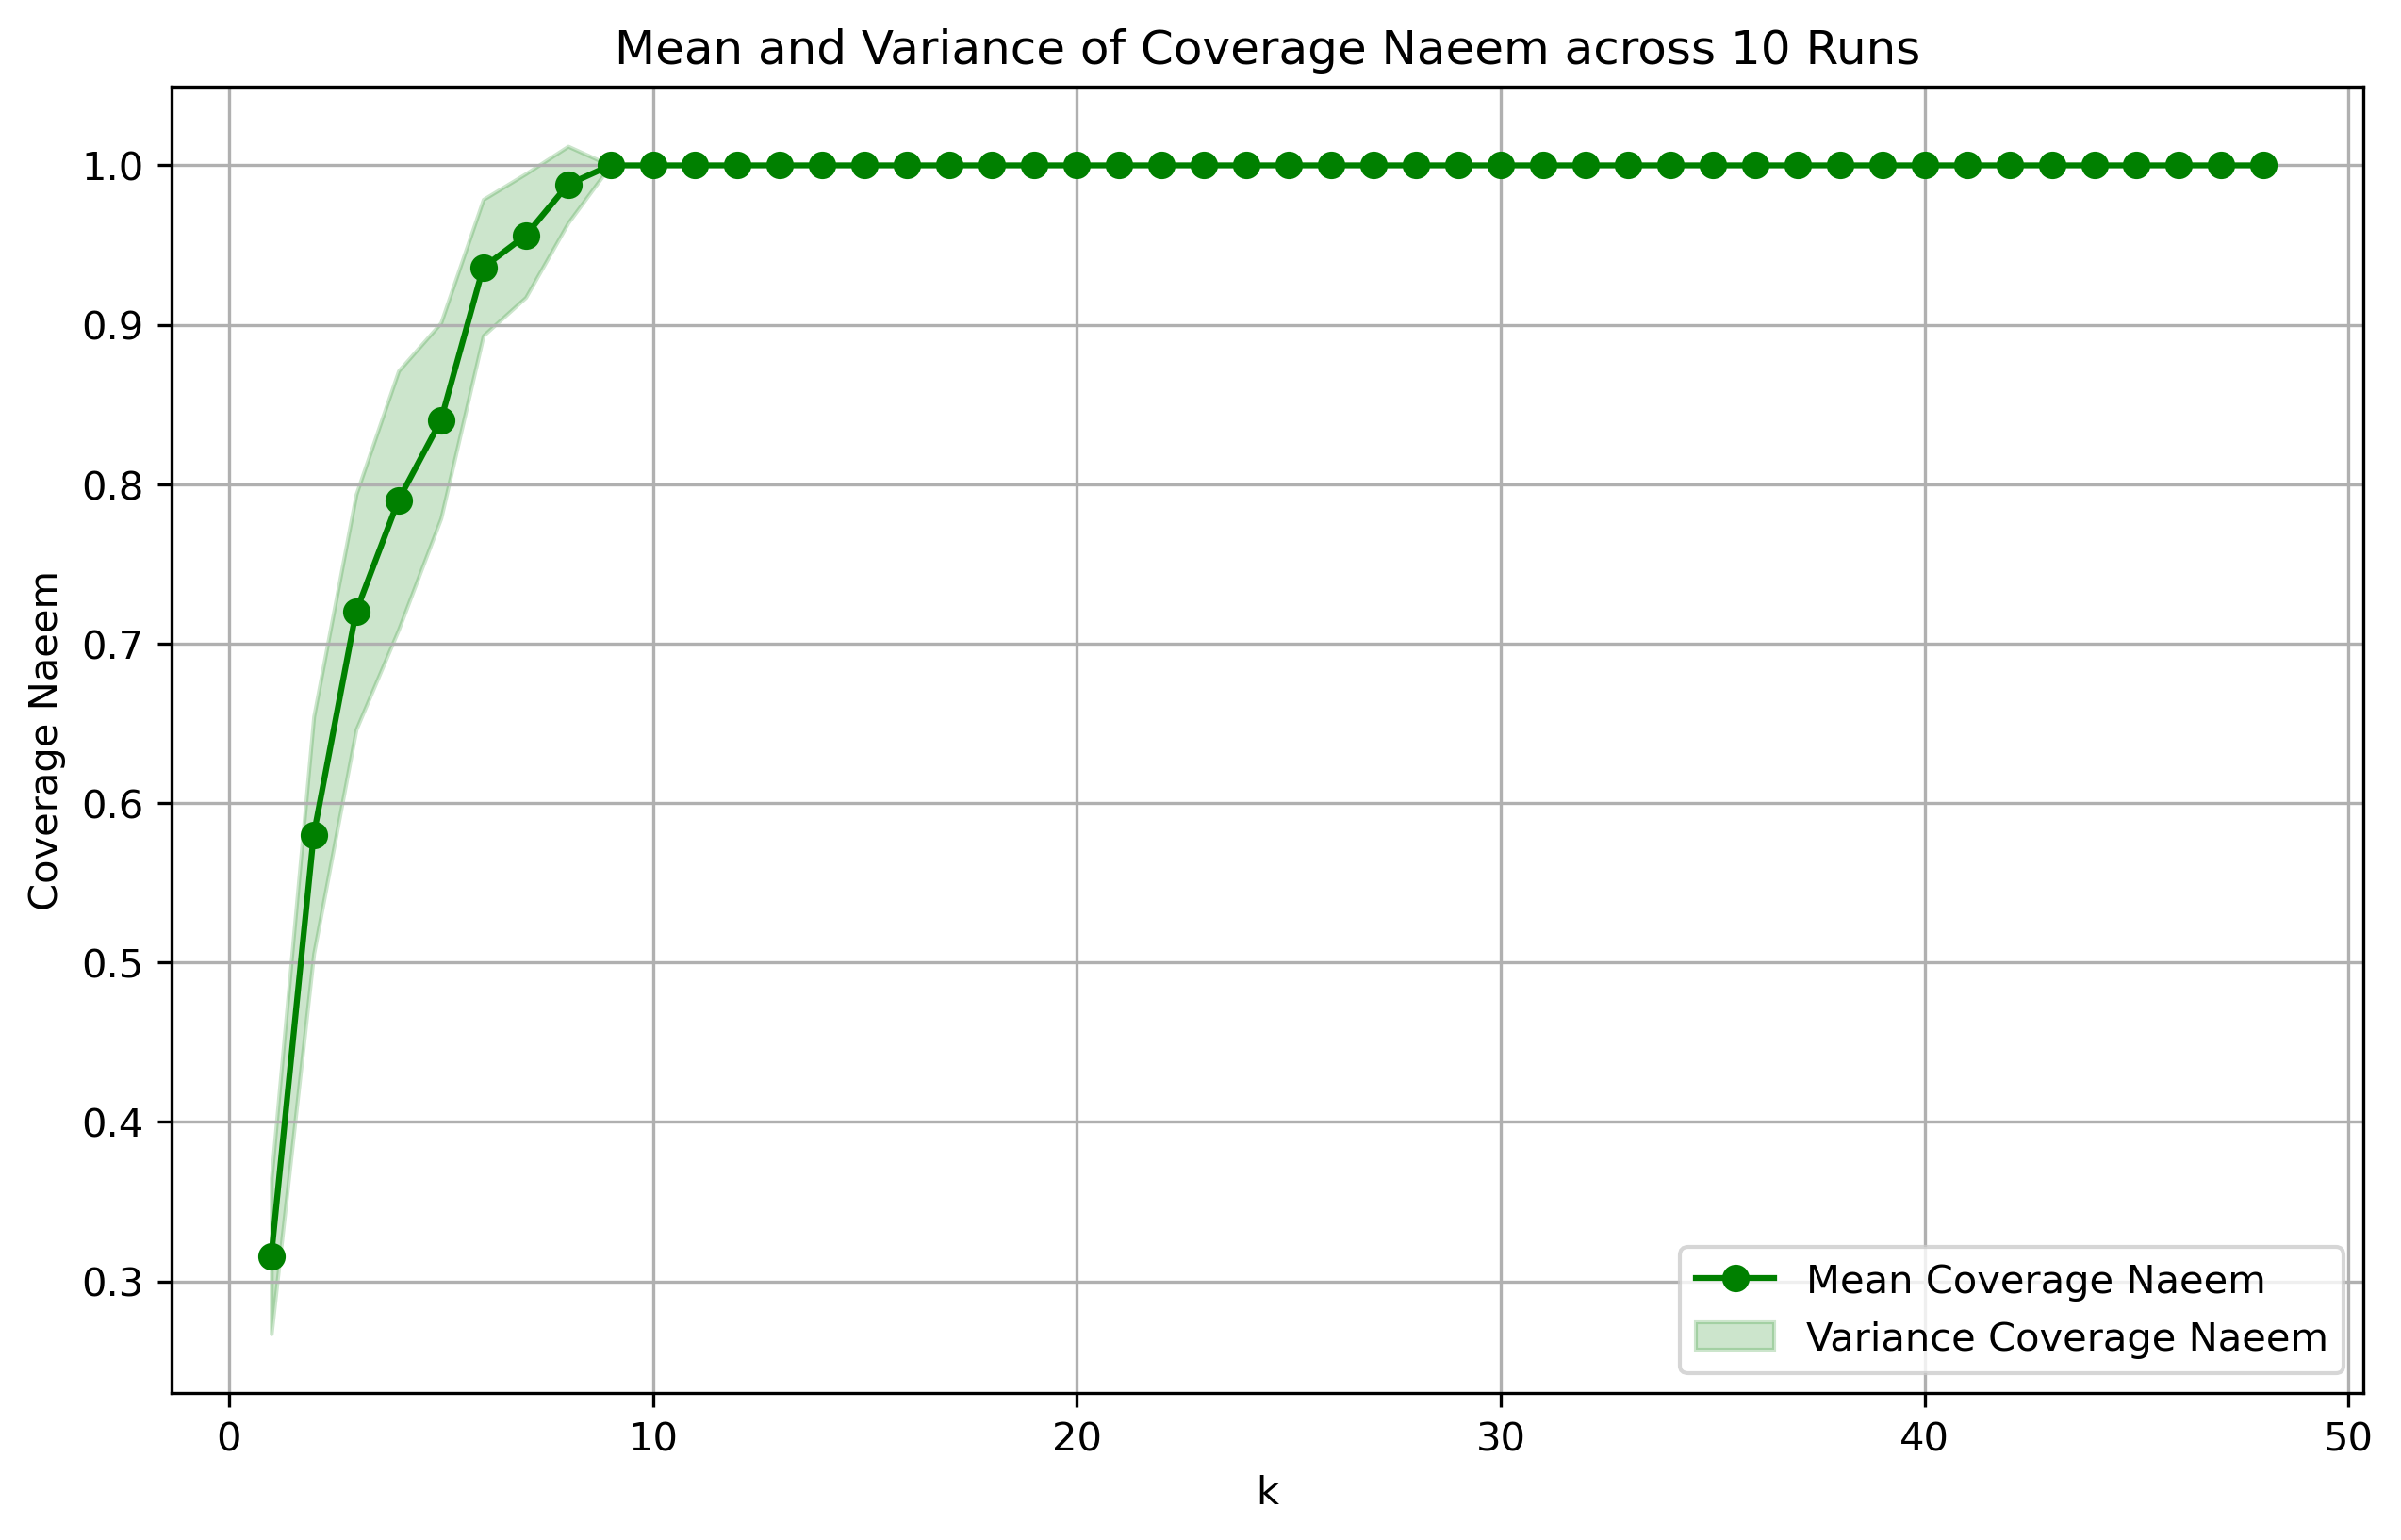 Mean and Variance of Coverage Naeem across 10 Runs
1.0
0.9
0.8
0.7
0.6
0.5
0.4
0.3
Coverage Naeem
Mean Coverage Naeem
Variance Coverage Naeem
0 10 20 30 40 50
k